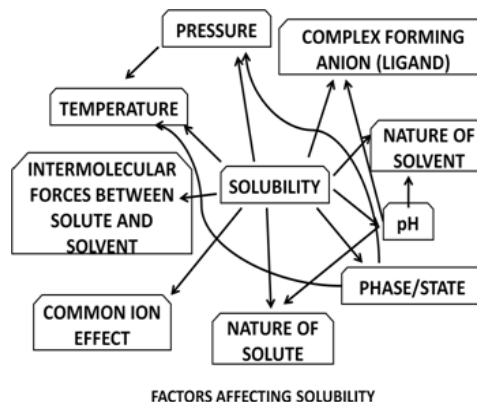 PRESSURE
COMPLEX FORMING
ANION (LIGAND)
TEMPERATURE
NATURE OF
SOLVENT
INTERMOLECULAR
FORCES BETWEEN
SOLUTE AND
SOLVENT
SOLUBILITY
pH
PHASE/STATE
COMMON ION
EFFECT
NATURE OF
SOLUTE
FACTORS AFFECTING SOLUBILITY